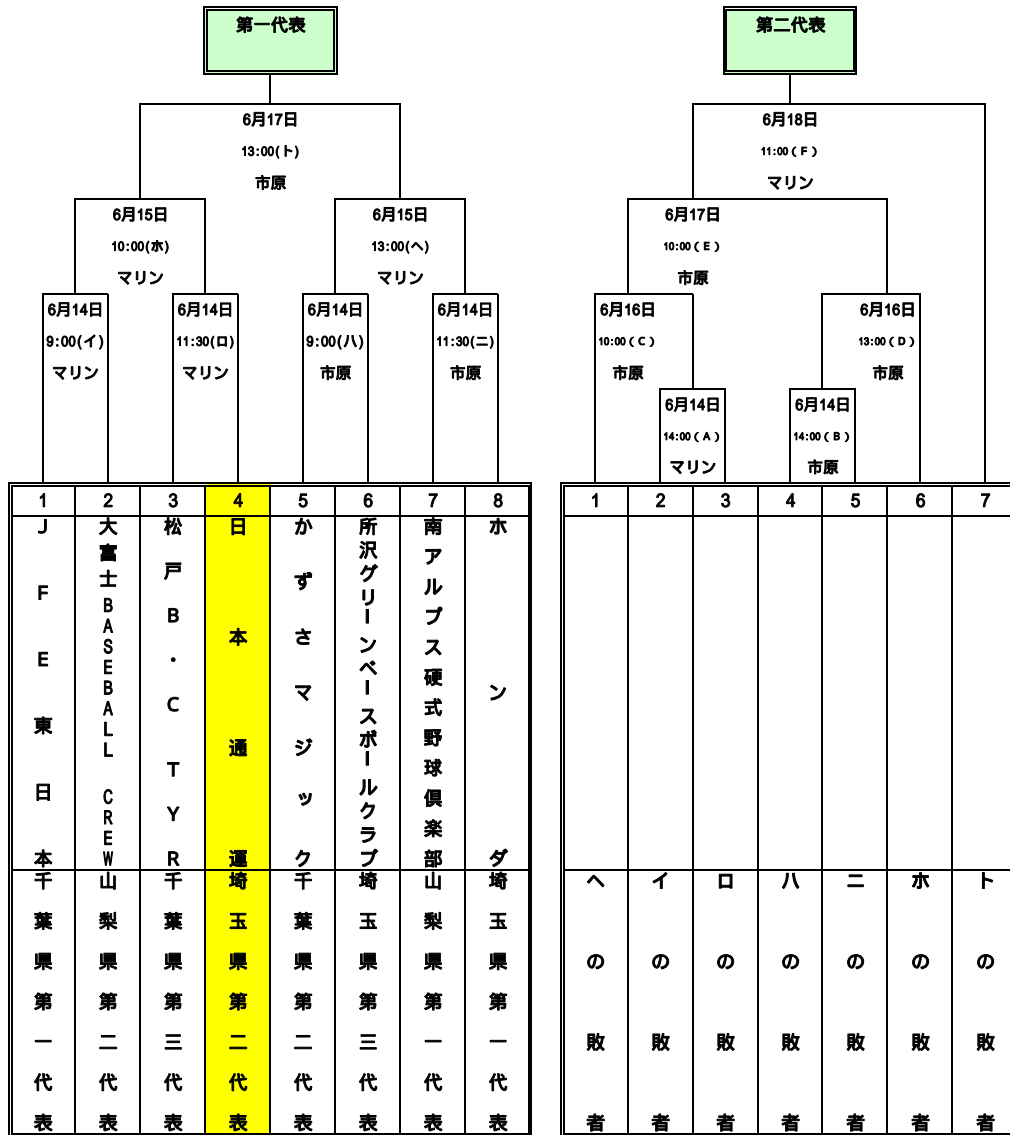 第一代表
第二代表
6月17日
13:00(ト)
市原
6月18日
11:00（Ｆ）
マリン
6月15日
10:00(ホ)
マリン
6月15日
13:00(ヘ)
マリン
6月17日
10:00（Ｅ）
市原
6月14日
9:00(イ)
マリン
6月14日
11:30(ロ)
マリン
6月14日
9:00(ハ)
市原
6月14日
11:30(ニ)
市原
6月16日
10:00（Ｃ）
市原
6月16日
13:00（Ｄ）
市原
6月14日
14:00（Ａ）
マリン
6月14日
14:00（Ｂ）
市原
1 2 3 4 5 6 7 8
ＪＦＥ東日本
大富士BASEBALL CREW
松戸Ｂ・ＣＴＹＲ
日本通運
かずさマジック
所沢グリーンベースボールクラブ
南アルプス硬式野球倶楽部
ホンダ
千葉県第一代表
山梨県第二代表
千葉県第三代表
埼玉県第二代表
千葉県第二代表
埼玉県第三代表
山梨県第一代表
埼玉県第一代表
1 2 3 4 5 6 7
ヘの敗者
イの敗者
ロの敗者
ハの敗者
ニの敗者
ホの敗者
トの敗者